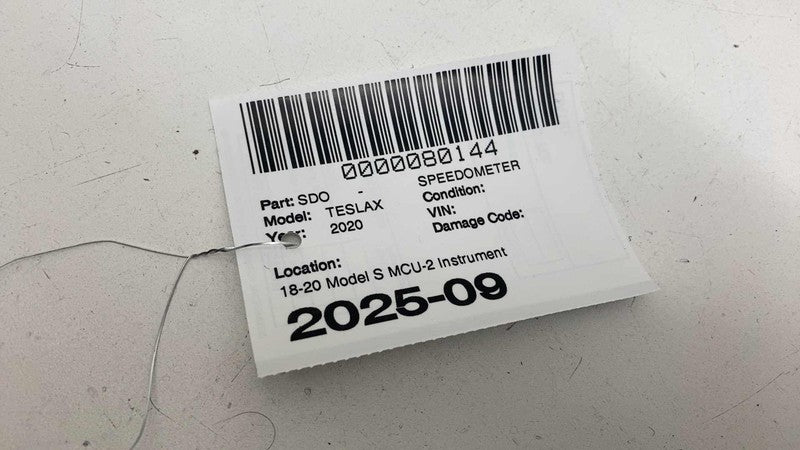 0000080144
Part: SDO - SPEEDOMETER
Model: TESLAX Condition:
Year: 2020 VIN:
Damage Code:
Location:
18-20 Model S MCU-2 Instrument
2025-09